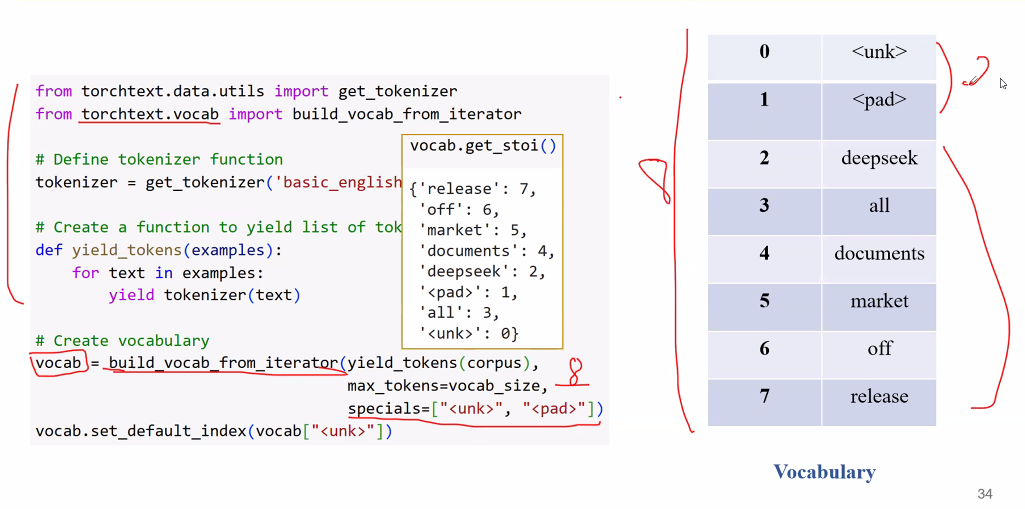 from torchtext.data.utils import get_tokenizer
from torchtext.vocab import build_vocab_from_iterator
# Define tokenizer function
tokenizer = get_tokenizer('basic_english
# Create a function to yield list of tok
def yield_tokens(examples):
for text in examples:
yield tokenizer(text)
# Create vocabulary
vocab = build_vocab_from_iterator(yield_tokens(corpus),
max_tokens=vocab_size, 8
specials=["<unk>", "<pad>"])
vocab.set_default_index(vocab["<unk>"])
vocab.get_stoi()
{'release': 7,
'off': 6,
'market': 5,
'documents': 4,
'deepseek': 2,
'<pad>': 1,
'all': 3,
'<unk>': 0}
8
0 <unk>
1 <pad>
2 deepseek
3 all
4 documents
5 market
6 off
7 release
2
Vocabulary
34